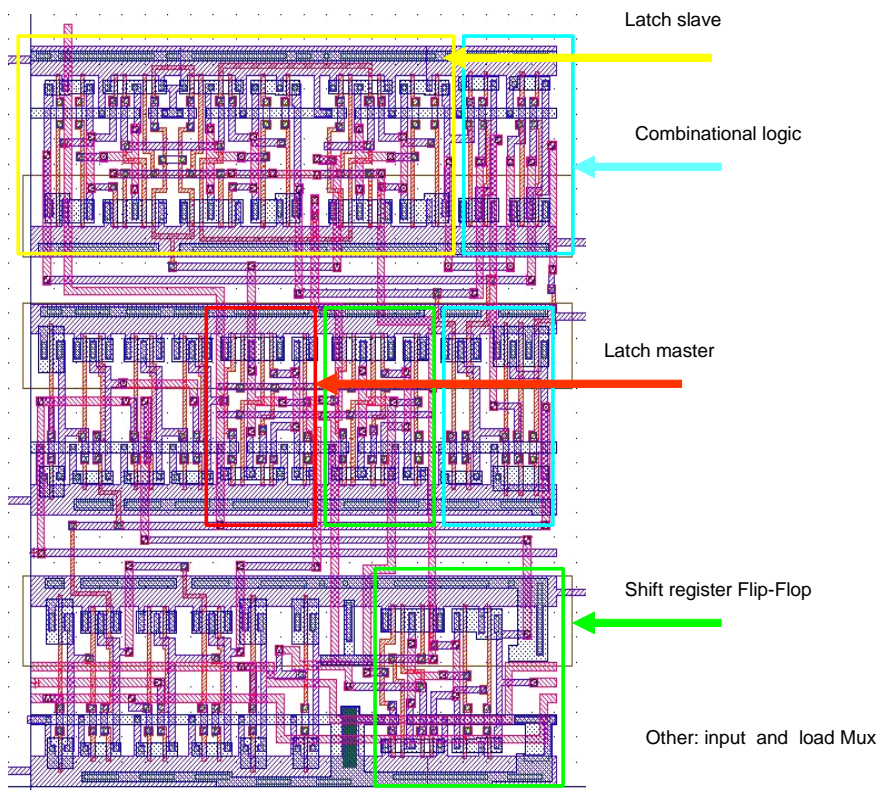 Latch slave
Combinational logic
Latch master
Shift register Flip-Flop
Other: input and load Mux